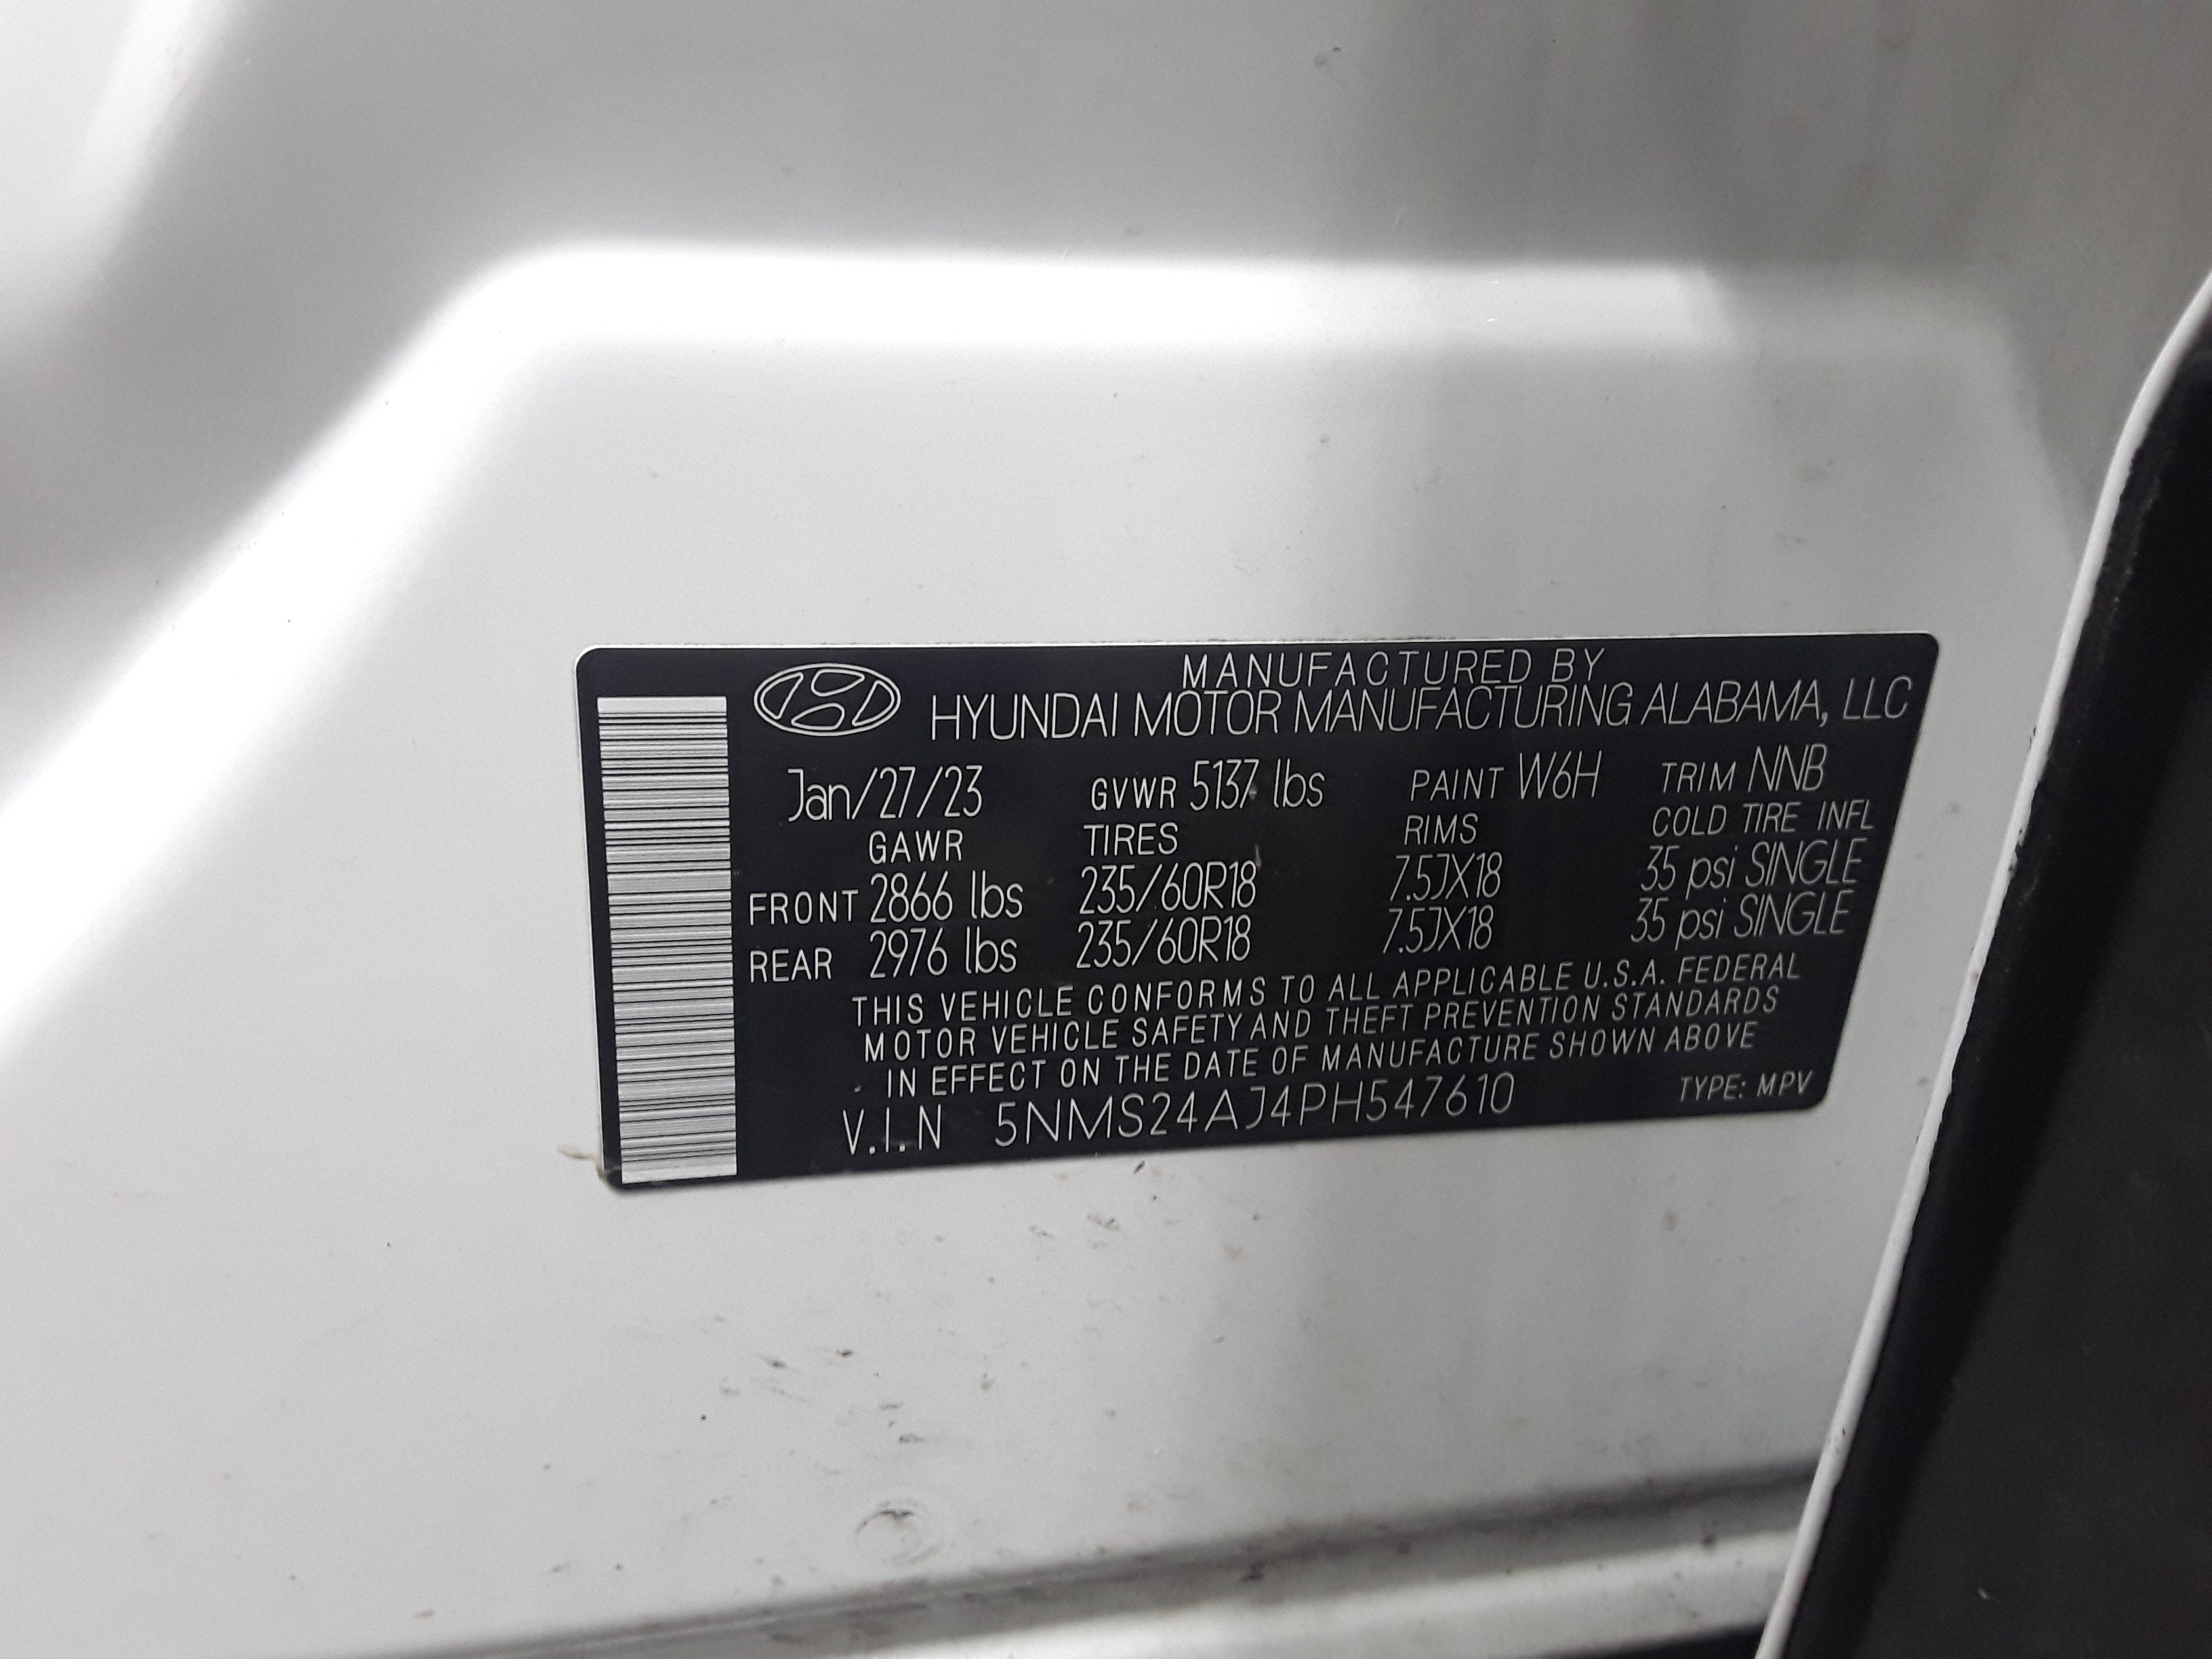 MANUFACTURED BY
HYUNDAI MOTOR MANUFACTURING ALABAMA, LLC
Jan/27/23 GVWR 5137 lbs PAINT W6H TRIM NNB
GAWR TIRES RIMS COLD TIRE INFL
FRONT 2866 lbs 235/60R18 7.5JX18 35 psi SINGLE
REAR 2976 lbs 235/60R18 7.5JX18 35 psi SINGLE
THIS VEHICLE CONFORMS TO ALL APPLICABLE U.S.A. FEDERAL
MOTOR VEHICLE SAFETY AND THEFT PREVENTION STANDARDS
IN EFFECT ON THE DATE OF MANUFACTURE SHOWN ABOVE
V.I.N 5NMS24AJ4PH547610 TYPE: MPV